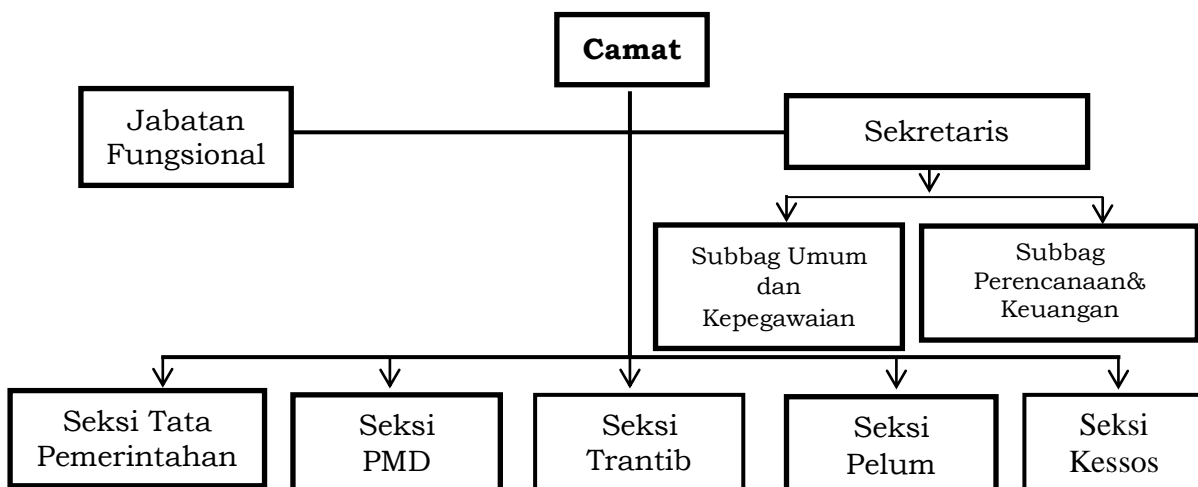 Camat
Jabatan
Fungsional
Sekretaris
Subbag Umum
dan
Kepegawaian
Subbag
Perencanaan&
Keuangan
Seksi Tata
Pemerintahan
Seksi
PMD
Seksi
Trantib
Seksi
Pelum
Seksi
Kessos